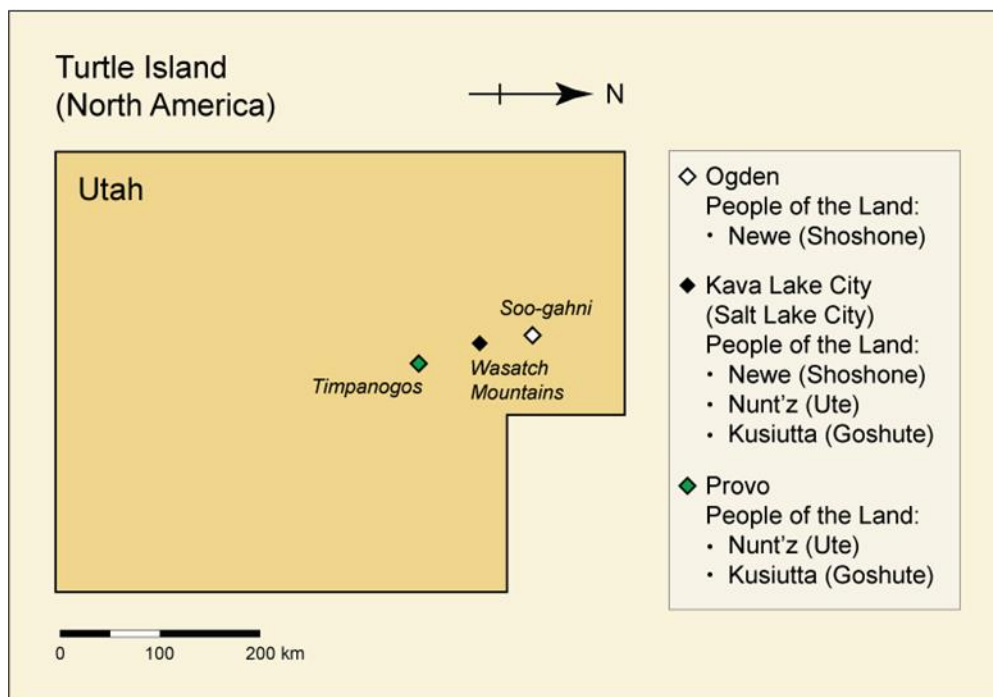 Turtle Island
(North America)
N
Utah
Soo-gahni
Timpanogos
Wasatch
Mountains
Ogden
People of the Land:
• Newe (Shoshone)
Kava Lake City
(Salt Lake City)
People of the Land:
• Newe (Shoshone)
• Nunt'z (Ute)
• Kusiutta (Goshute)
Provo
People of the Land:
• Nunt'z (Ute)
• Kusiutta (Goshute)
0 100 200 km